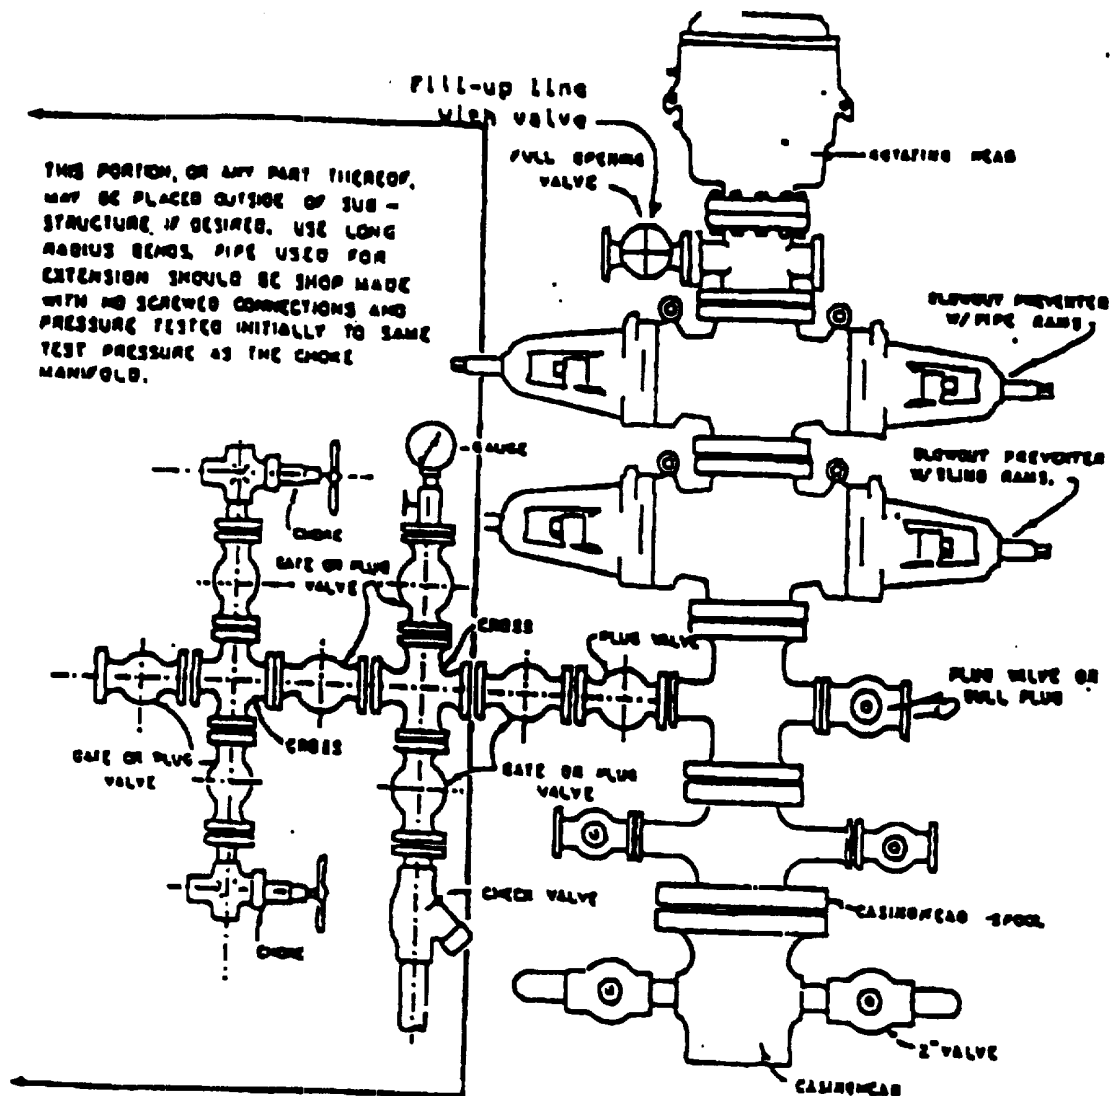 Fill-up line
with valve
FULL OPENING
VALVE
ROTATING HEAD
THIS PORTION, OR ANY PART THEREOF,
MAY BE PLACED OUTSIDE OF SUB-
STRUCTURE IF DESIRED. USE LONG
RADIUS BENDS. PIPE USED FOR
EXTENSION SHOULD BE SHOP MADE
WITH NO SCREWED CONNECTIONS AND
PRESSURE TESTED INITIALLY TO SAME
TEST PRESSURE AS THE CHOKE
MANIFOLD.
BLOWOUT PREVENTER
W/PIPE RAMS.
GAUGE
BLOWOUT PREVENTER
W/BLIND RAMS.
CHOKE
GATE OR PLUG
VALVE
CROSS
PLUG VALVE
PLUG VALVE OR
BULL PLUG
CROSS
GATE OR PLUG
VALVE
GATE OR PLUG
VALVE
CHECK VALVE
CASINGHEAD SPOOL
CHOKE
2" VALVE
CASINGHEAD